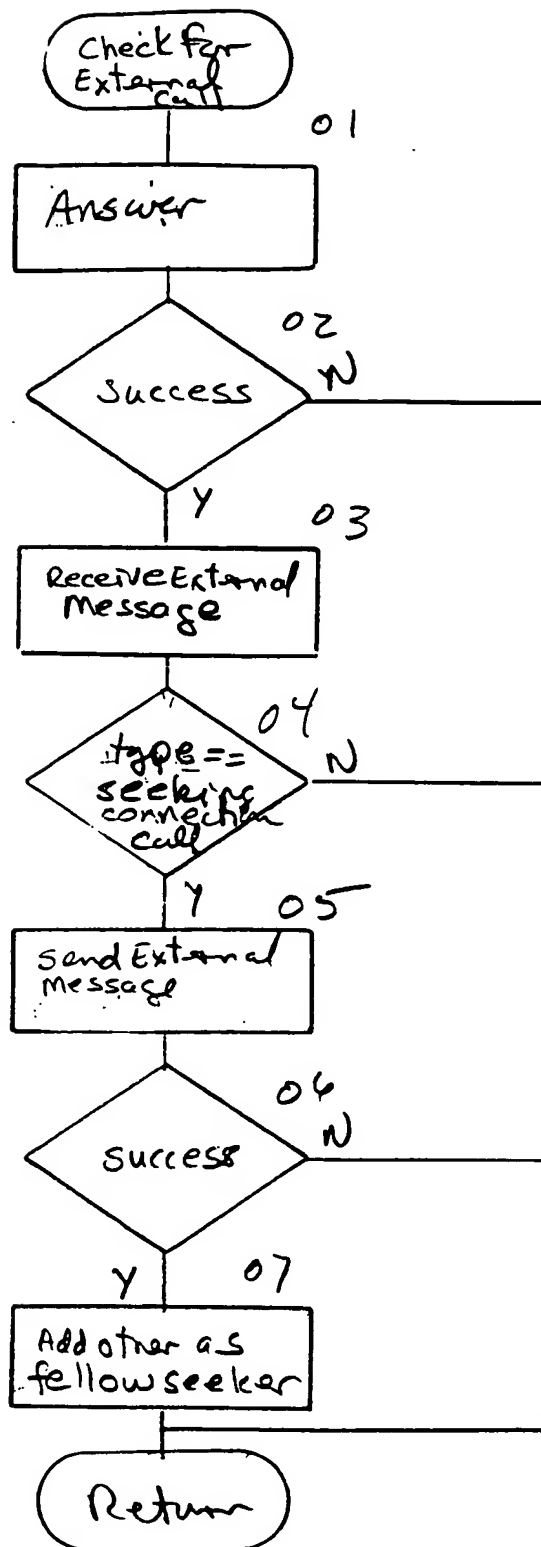 Check for
External
Call
01
Answer
02
Success
N
Y
03
Receive External
Message
04
type ==
seeking
connection
call
N
Y
05
Send External
Message
06
success
N
Y
07
Add other as
fellow seeker
Return